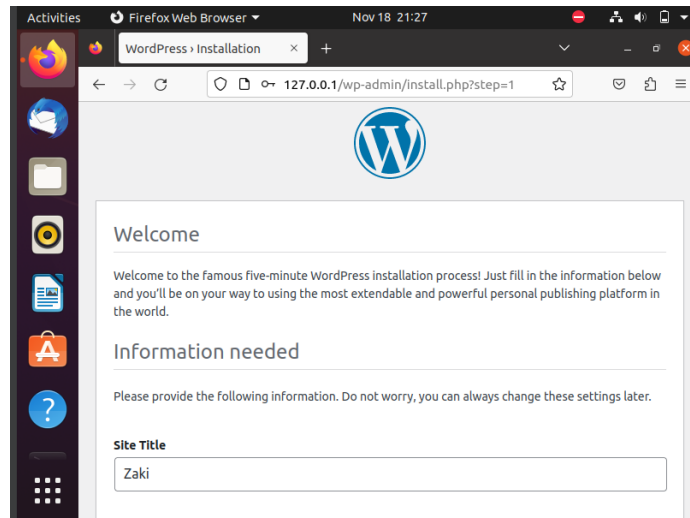 Activities Firefox Web Browser Nov 18 21:27
WordPress › Installation
127.0.0.1/wp-admin/install.php?step=1
Welcome
Welcome to the famous five-minute WordPress installation process! Just fill in the information below
and you’ll be on your way to using the most extendable and powerful personal publishing platform in
the world.
Information needed
Please provide the following information. Do not worry, you can always change these settings later.
Site Title
Zaki